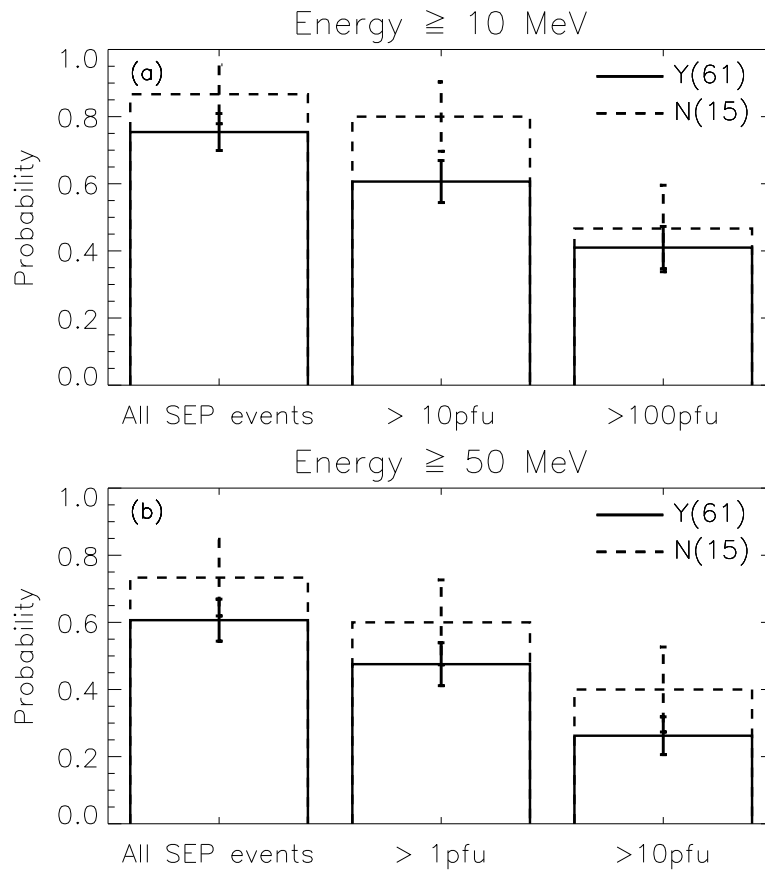 Energy ≧ 10 MeV
(a)
Y(61)
N(15)
1.0
0.8
0.6
0.4
0.2
0.0
Probability
All SEP events
> 10pfu
>100pfu
Energy ≧ 50 MeV
(b)
Y(61)
N(15)
1.0
0.8
0.6
0.4
0.2
0.0
Probability
All SEP events
> 1pfu
>10pfu